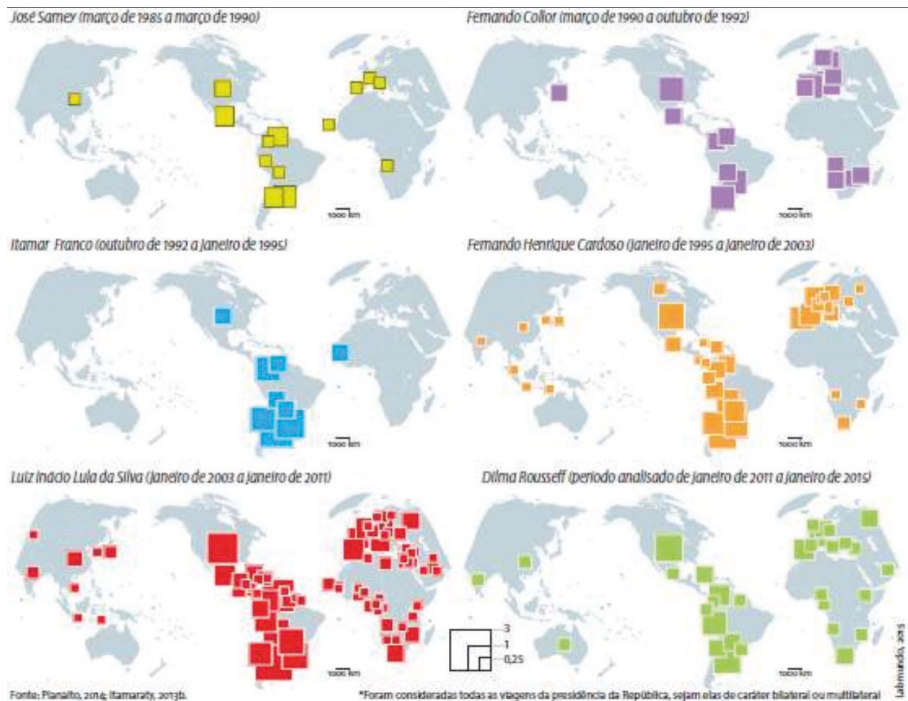 José Sarney (março de 1985 a março de 1990)
Fernando Collor (março de 1990 a outubro de 1992)
1000 km
1000 km
Itamar Franco (outubro de 1992 a janeiro de 1995)
Fernando Henrique Cardoso (janeiro de 1995 a janeiro de 2003)
1000 km
1000 km
Luiz Inácio Lula da Silva (janeiro de 2003 a janeiro de 2011)
Dilma Rousseff (período analisado de janeiro de 2011 a janeiro de 2015)
3
1
0,25
1000 km
1000 km
Labmundo, 2015
Fonte: Planalto, 2014; Itamaraty, 2013b.
*Foram consideradas todas as viagens da presidência da República, sejam elas de caráter bilateral ou multilateral